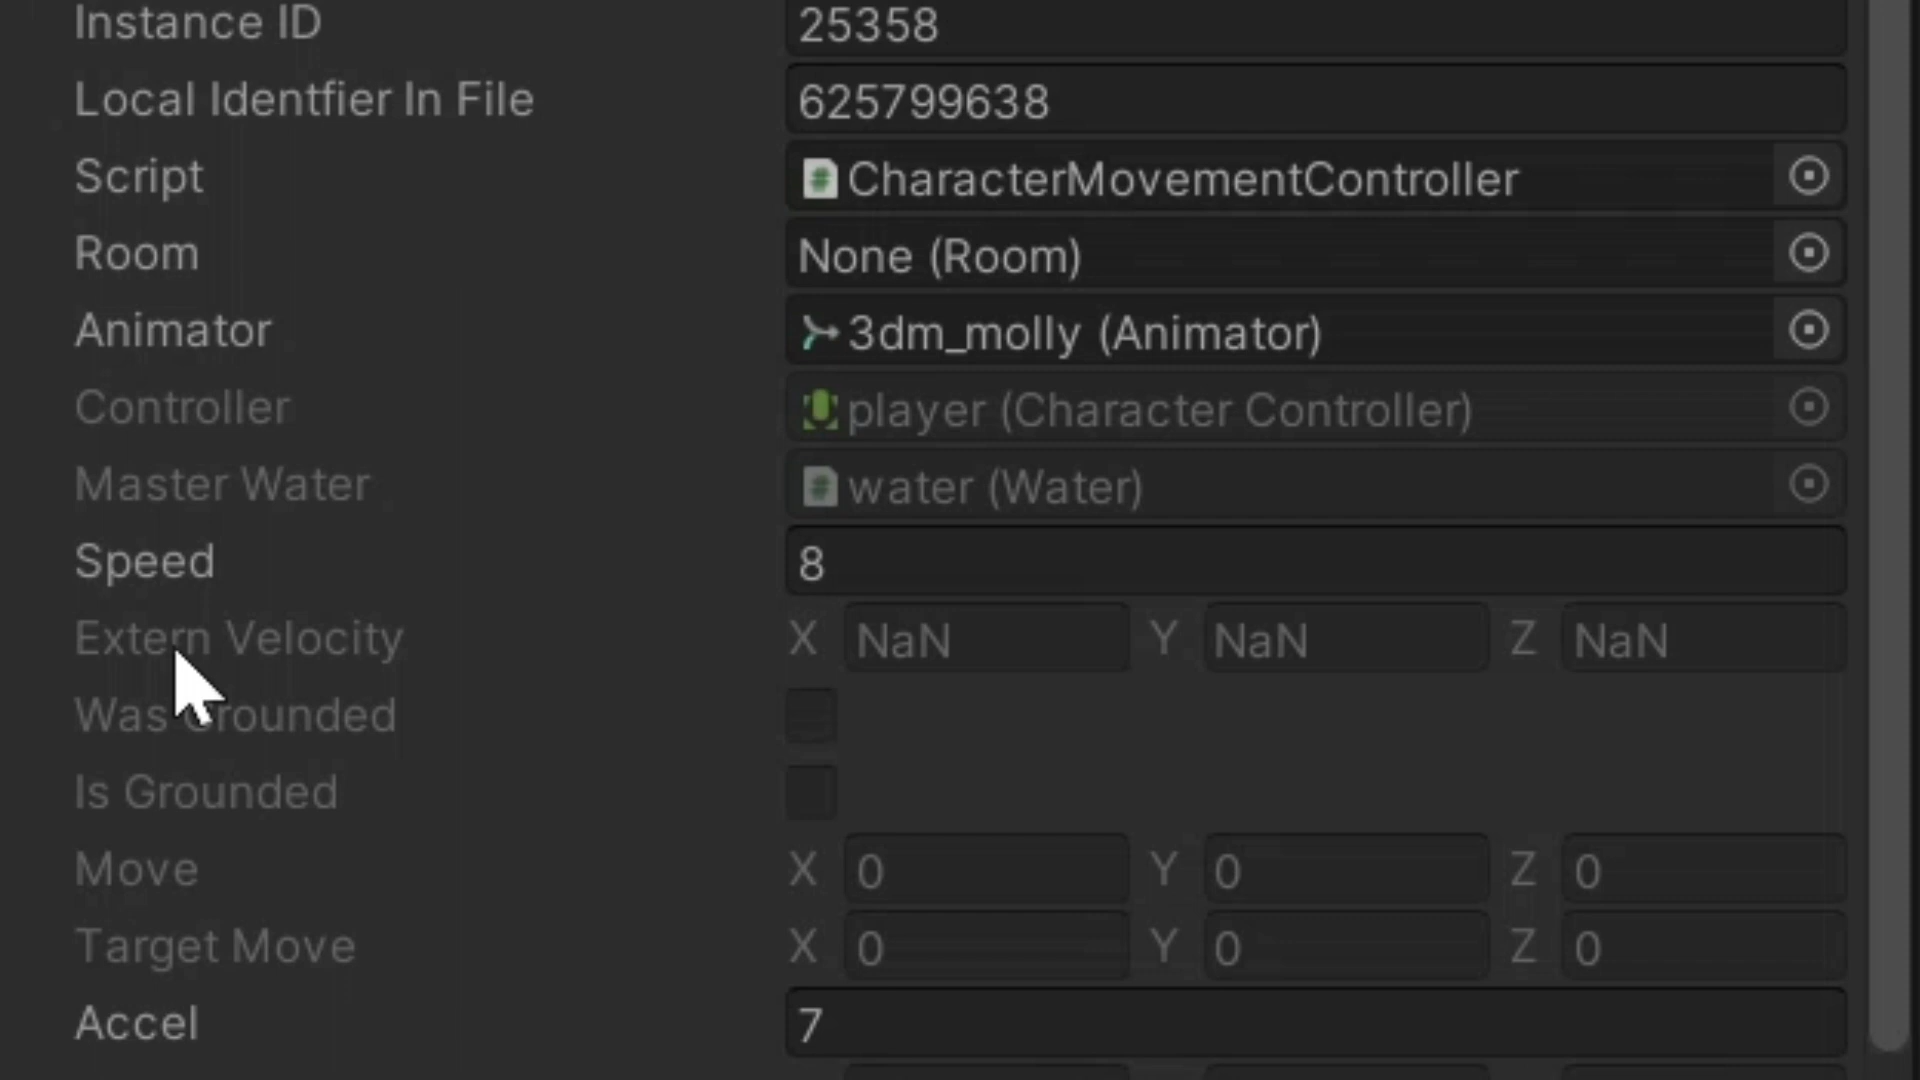 Instance ID 25358
Local Identfier In File 625799638
Script CharacterMovementController
Room None (Room)
Animator 3dm_molly (Animator)
Controller player (Character Controller)
Master Water water (Water)
Speed 8
Extern Velocity X NaN Y NaN Z NaN
Was Grounded
Is Grounded
Move X 0 Y 0 Z 0
Target Move X 0 Y 0 Z 0
Accel 7